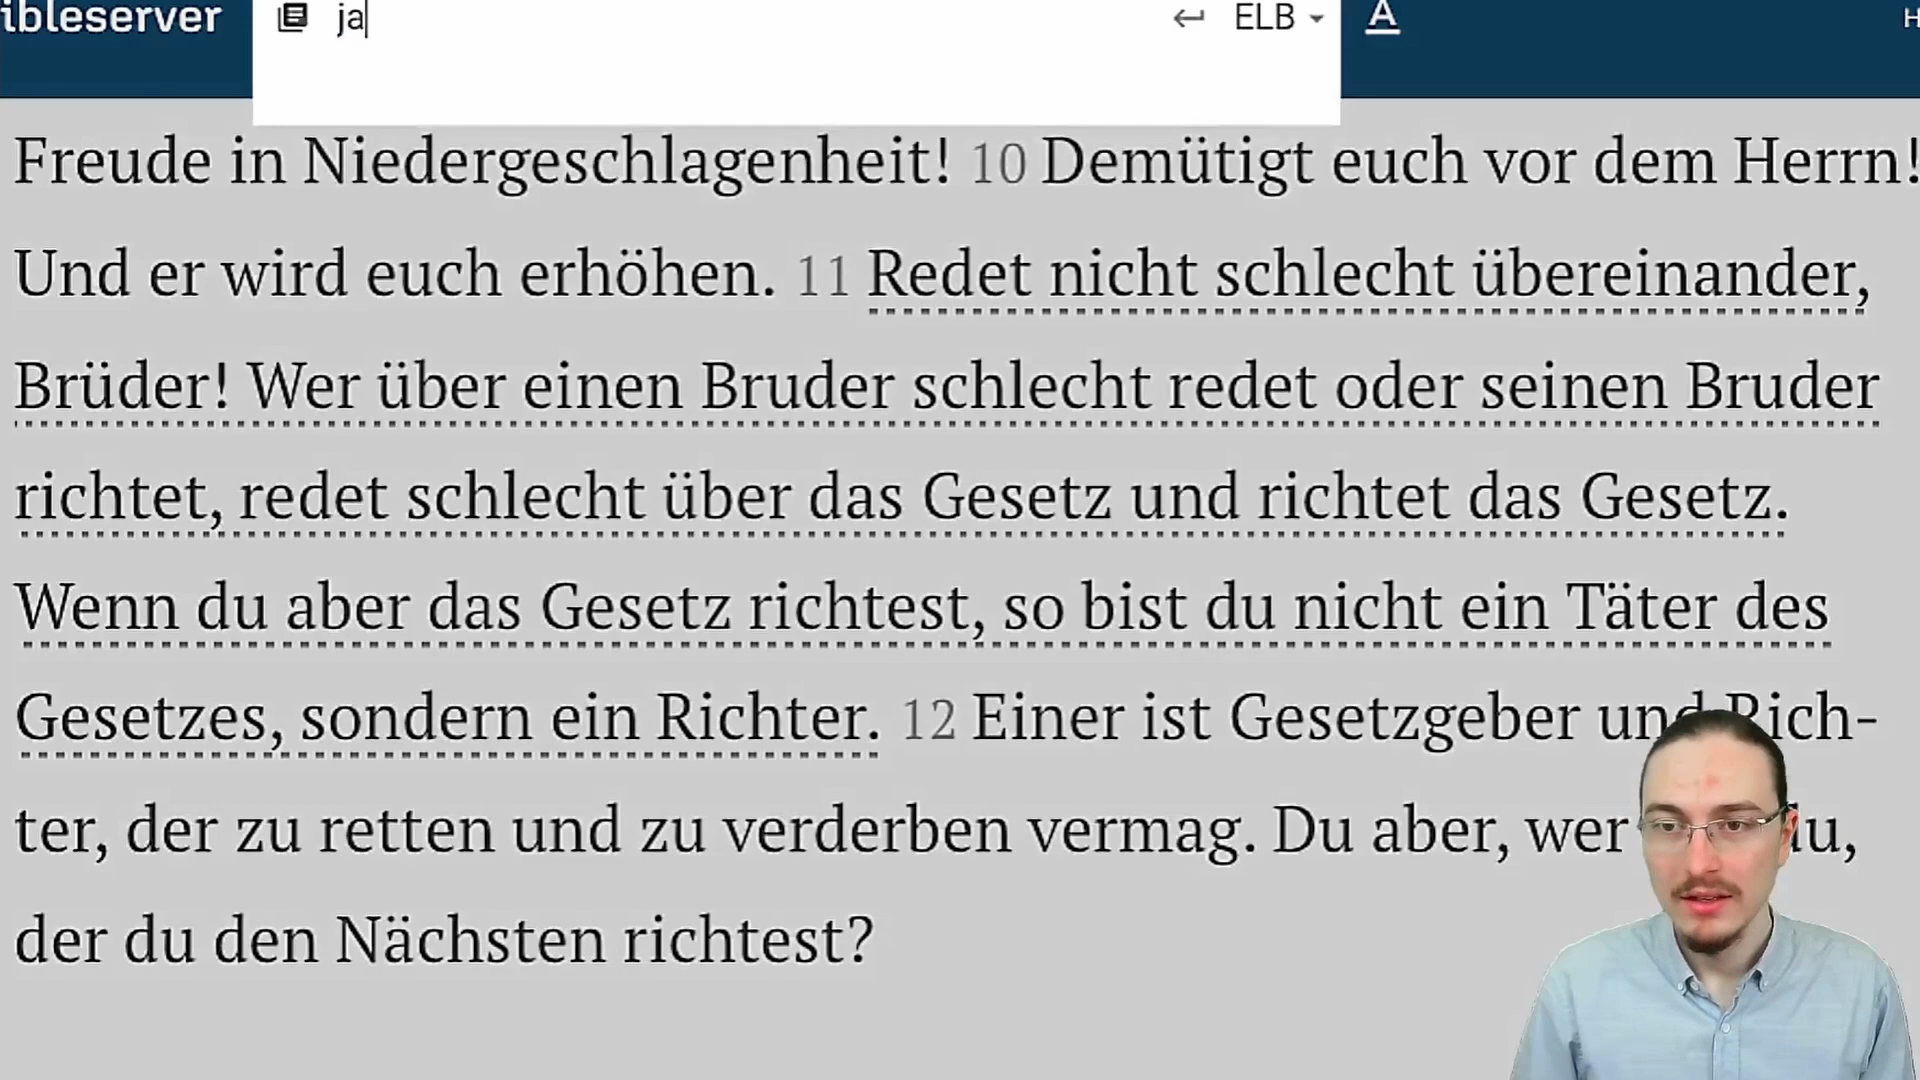 ibleserver ja ELB A H
Freude in Niedergeschlagenheit! 10 Demütigt euch vor dem Herrn!
Und er wird euch erhöhen. 11 Redet nicht schlecht übereinander,
Brüder! Wer über einen Bruder schlecht redet oder seinen Bruder
richtet, redet schlecht über das Gesetz und richtet das Gesetz.
Wenn du aber das Gesetz richtest, so bist du nicht ein Täter des
Gesetzes, sondern ein Richter. 12 Einer ist Gesetzgeber und Rich-
ter, der zu retten und zu verderben vermag. Du aber, wer du,
der du den Nächsten richtest?